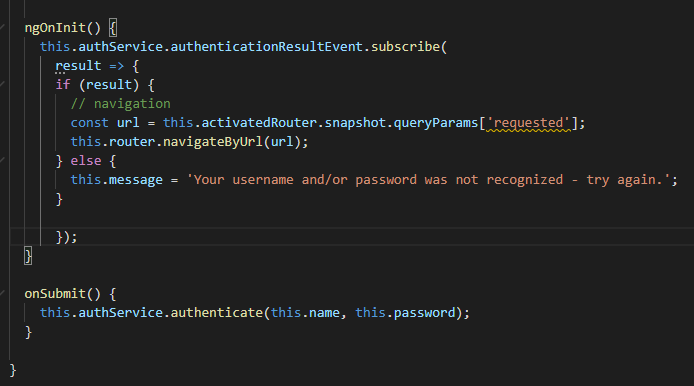 ngOnInit() {
this.authService.authenticationResultEvent.subscribe(
result => {
if (result) {
// navigation
const url = this.activatedRouter.snapshot.queryParams['requested'];
this.router.navigateByUrl(url);
} else {
this.message = 'Your username and/or password was not recognized - try again.';
}
});
}
onSubmit() {
this.authService.authenticate(this.name, this.password);
}
}